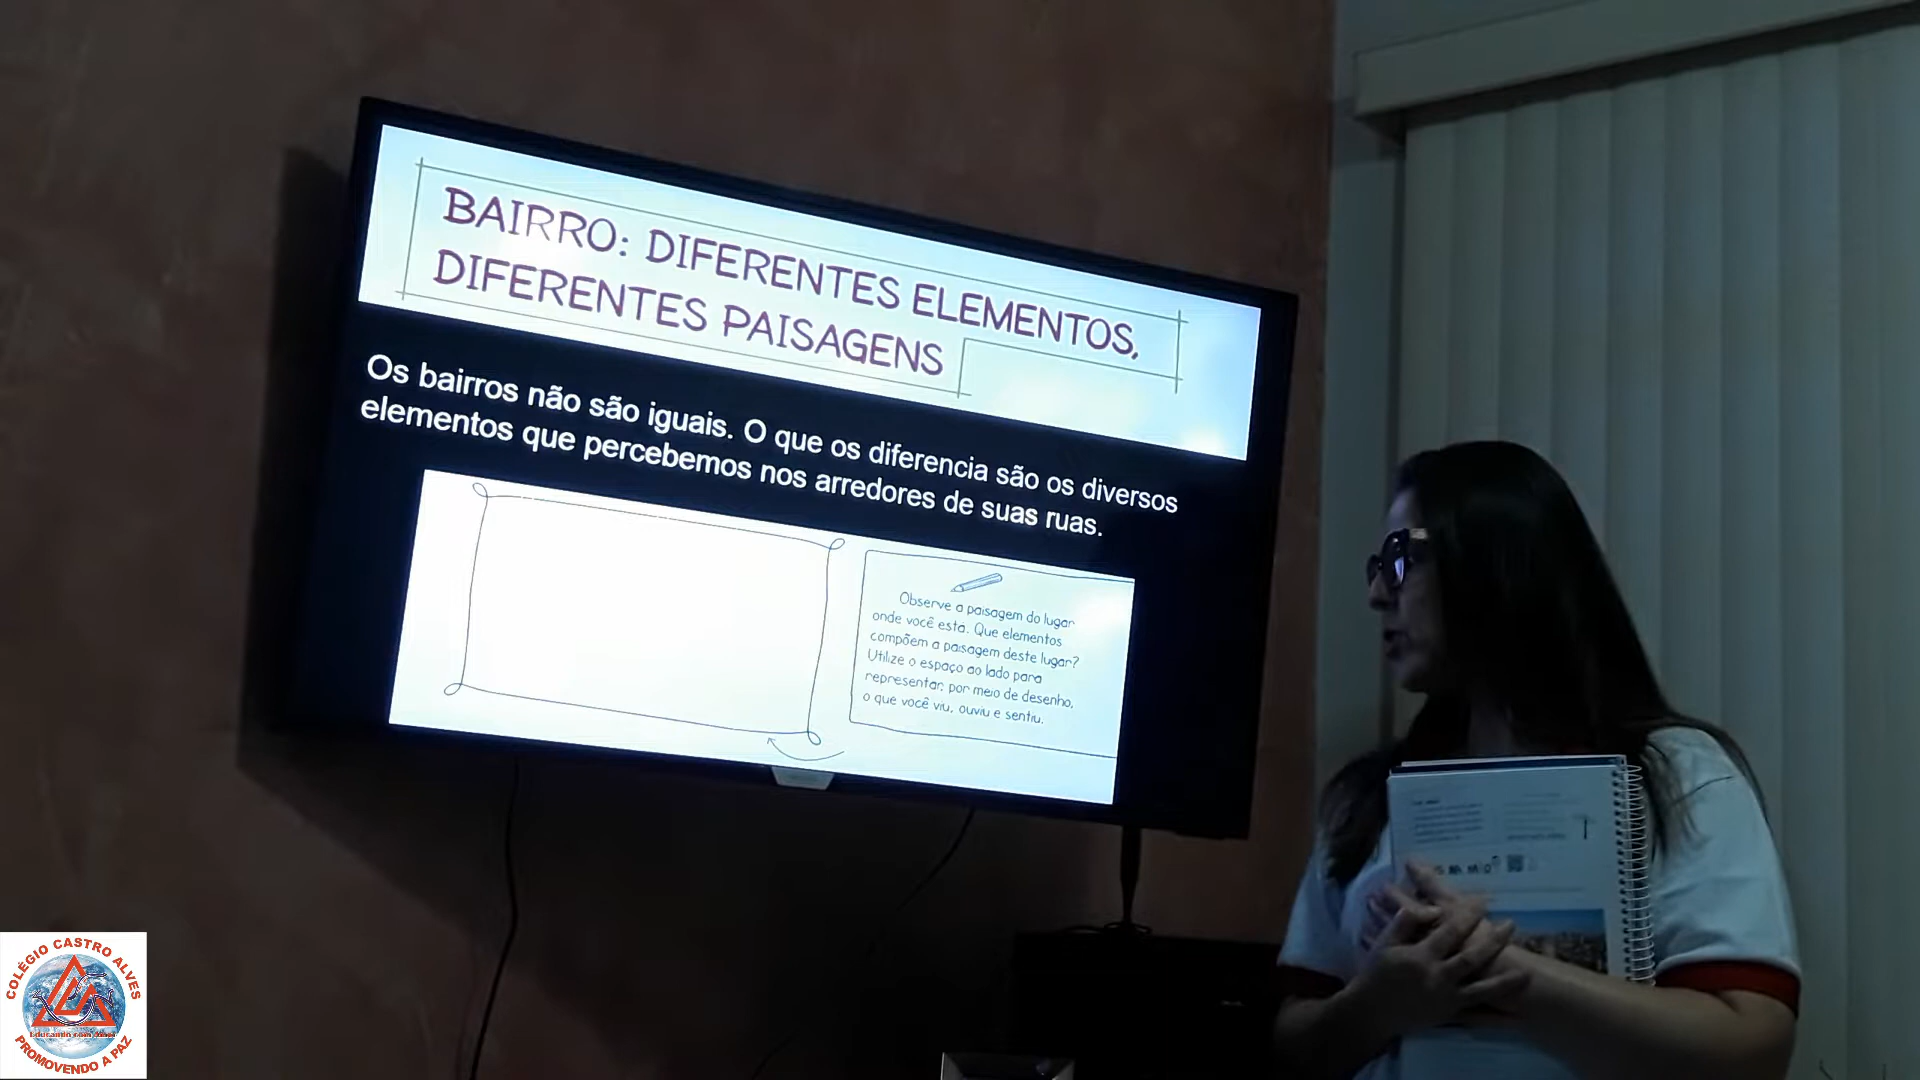 BAIRRO: DIFERENTES ELEMENTOS,
DIFERENTES PAISAGENS
Os bairros não são iguais. O que os diferencia são os diversos
elementos que percebemos nos arredores de suas ruas.
Observe a paisagem do lugar
onde você esta. Que elementos
compõem a paisagem deste lugar?
Utilize o espaço ao lado para
representar, por meio de desenho,
o que você viu, ouviu e sentiu.
COLÉGIO CASTRO ALVES
PROMOVENDO A PAZ